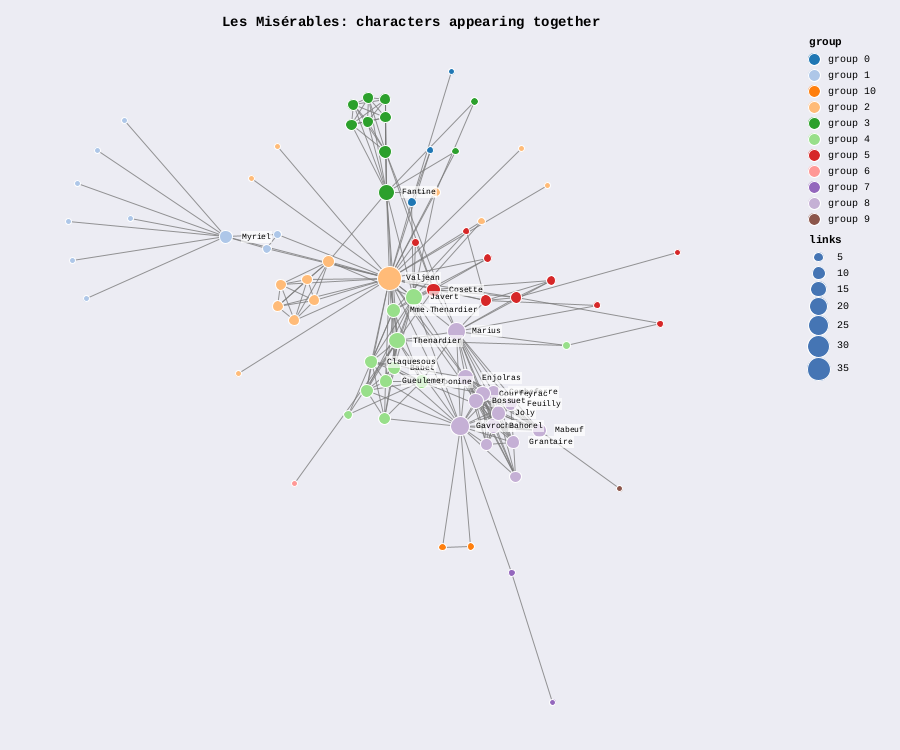 Les Misérables: characters appearing together
group
group 0
group 1
group 10
group 2
group 3
group 4
group 5
group 6
group 7
group 8
group 9
links
5
10
15
20
25
30
35
Fantine
Myriel
Valjean
Cosette
Javert
Mme.Thenardier
Marius
Thenardier
Claquesous
Enjolras
Gueulemer
Bossuet
Feuilly
Joly
Bahorel
Mabeuf
Grantaire